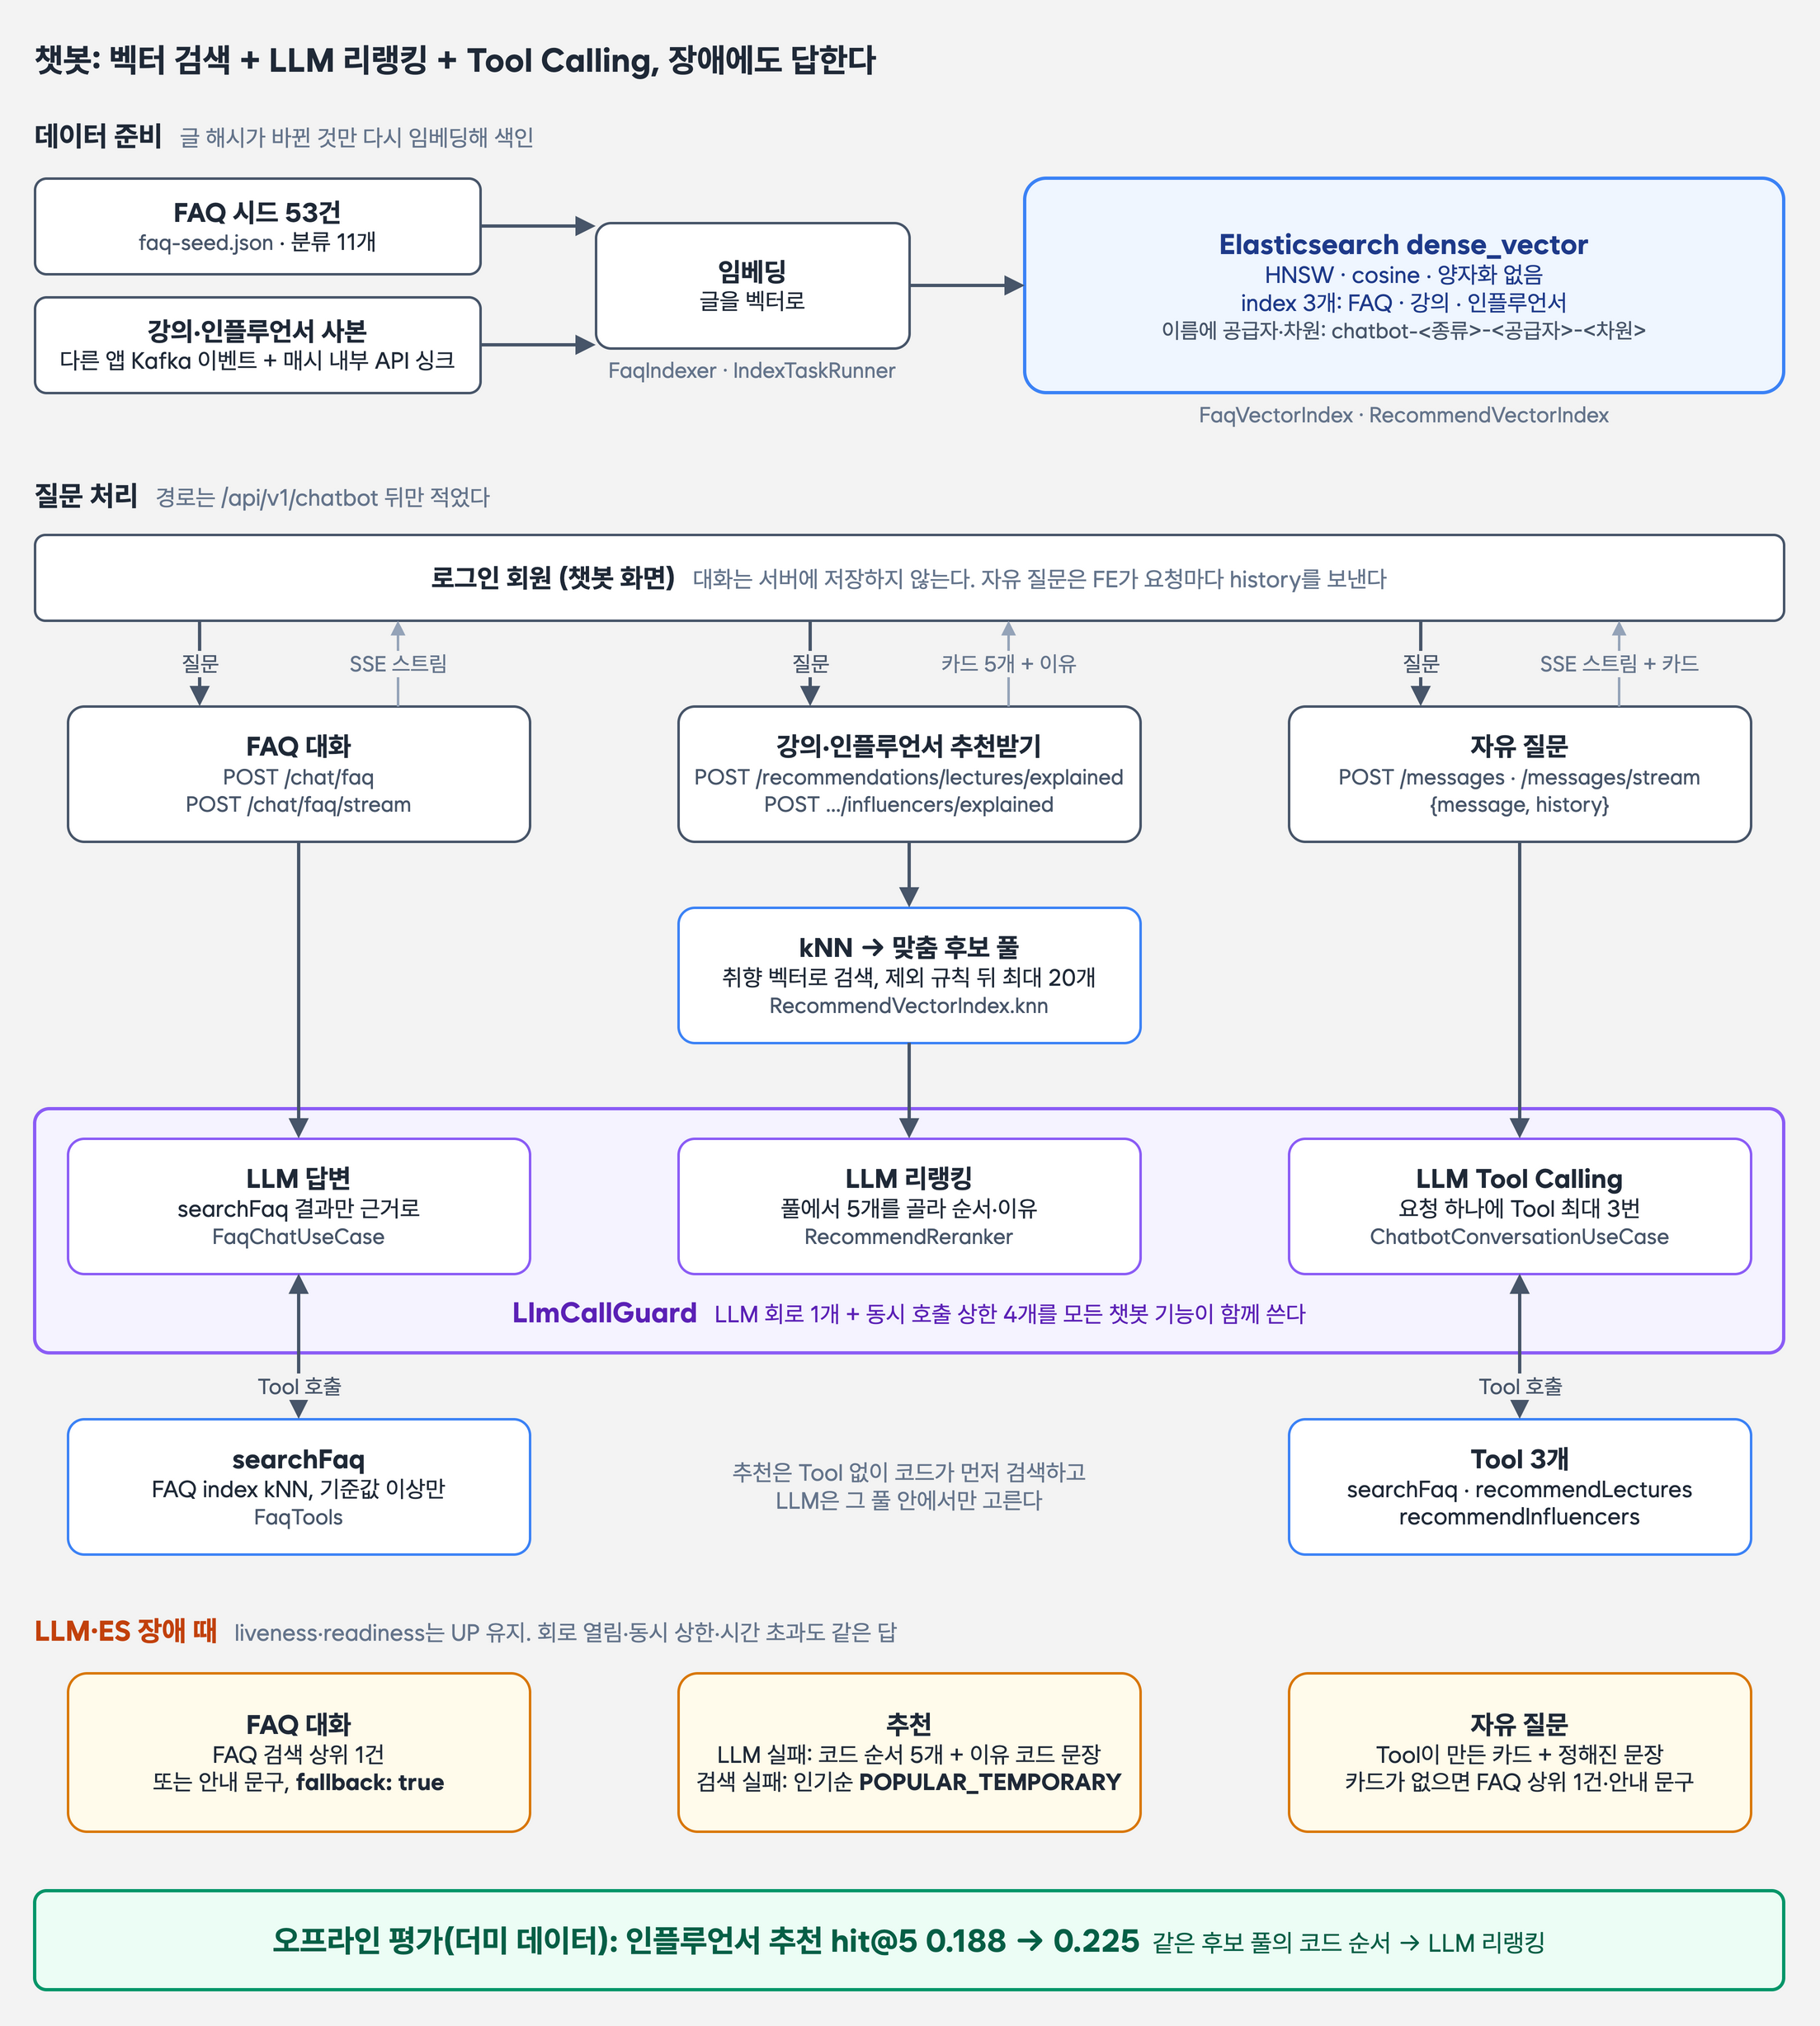 챗봇: 벡터 검색 + LLM 리랭킹 + Tool Calling, 장애에도 답한다
데이터 준비 글 해시가 바뀐 것만 다시 임베딩해 색인
FAQ 시드 53건
faq-seed.json · 분류 11개
강의·인플루언서 사본
다른 앱 Kafka 이벤트 + 매시 내부 API 싱크
임베딩
글을 벡터로
FaqIndexer · IndexTaskRunner
Elasticsearch dense_vector
HNSW · cosine · 양자화 없음
index 3개: FAQ · 강의 · 인플루언서
이름에 공급자·차원: chatbot-<종류>-<공급자>-<차원>
FaqVectorIndex · RecommendVectorIndex
질문 처리 경로는 /api/v1/chatbot 뒤만 적었다
로그인 회원 (챗봇 화면) 대화는 서버에 저장하지 않는다. 자유 질문은 FE가 요청마다 history를 보낸다
질문
SSE 스트림
질문
카드 5개 + 이유
질문
SSE 스트림 + 카드
FAQ 대화
POST /chat/faq
POST /chat/faq/stream
강의·인플루언서 추천받기
POST /recommendations/lectures/explained
POST .../influencers/explained
자유 질문
POST /messages · /messages/stream
{message, history}
kNN → 맞춤 후보 풀
취향 벡터로 검색, 제외 규칙 뒤 최대 20개
RecommendVectorIndex.knn
LLM 답변
searchFaq 결과만 근거로
FaqChatUseCase
LLM 리랭킹
풀에서 5개를 골라 순서·이유
RecommendReranker
LLM Tool Calling
요청 하나에 Tool 최대 3번
ChatbotConversationUseCase
LlmCallGuard LLM 회로 1개 + 동시 호출 상한 4개를 모든 챗봇 기능이 함께 쓴다
Tool 호출
Tool 호출
searchFaq
FAQ index kNN, 기준값 이상만
FaqTools
추천은 Tool 없이 코드가 먼저 검색하고
LLM은 그 풀 안에서만 고른다
Tool 3개
searchFaq · recommendLectures
recommendInfluencers
LLM·ES 장애 때 liveness·readiness는 UP 유지. 회로 열림·동시 상한·시간 초과도 같은 답
FAQ 대화
FAQ 검색 상위 1건
또는 안내 문구, fallback: true
추천
LLM 실패: 코드 순서 5개 + 이유 코드 문장
검색 실패: 인기순 POPULAR_TEMPORARY
자유 질문
Tool이 만든 카드 + 정해진 문장
카드가 없으면 FAQ 상위 1건·안내 문구
오프라인 평가(더미 데이터): 인플루언서 추천 hit@5 0.188 → 0.225 같은 후보 풀의 코드 순서 → LLM 리랭킹